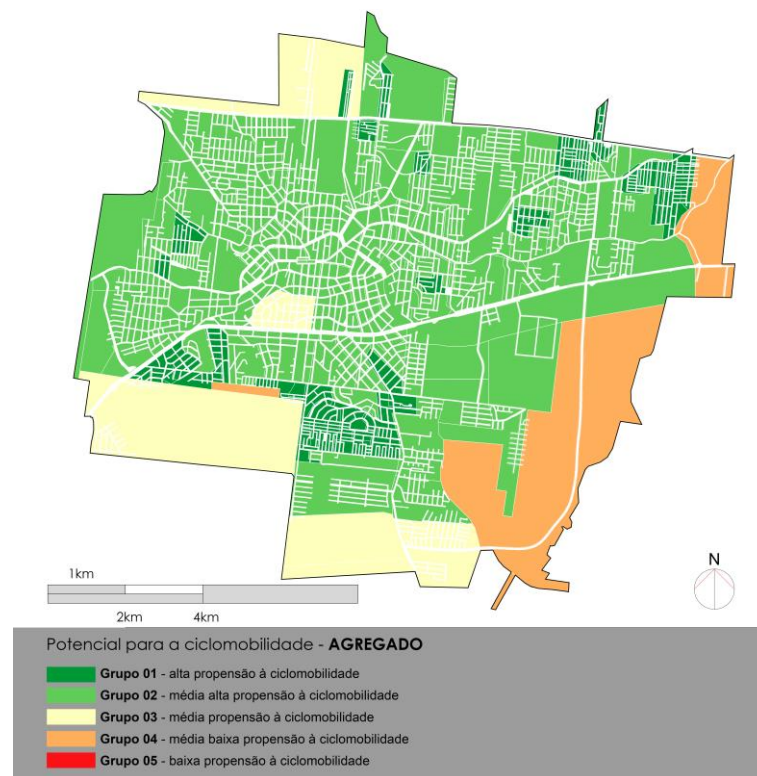 N
1km
2km 4km
Potencial para a ciclomobilidade - AGREGADO
Grupo 01 - alta propensão à ciclomobilidade
Grupo 02 - média alta propensão à ciclomobilidade
Grupo 03 - média propensão à ciclomobilidade
Grupo 04 - média baixa propensão à ciclomobilidade
Grupo 05 - baixa propensão à ciclomobilidade